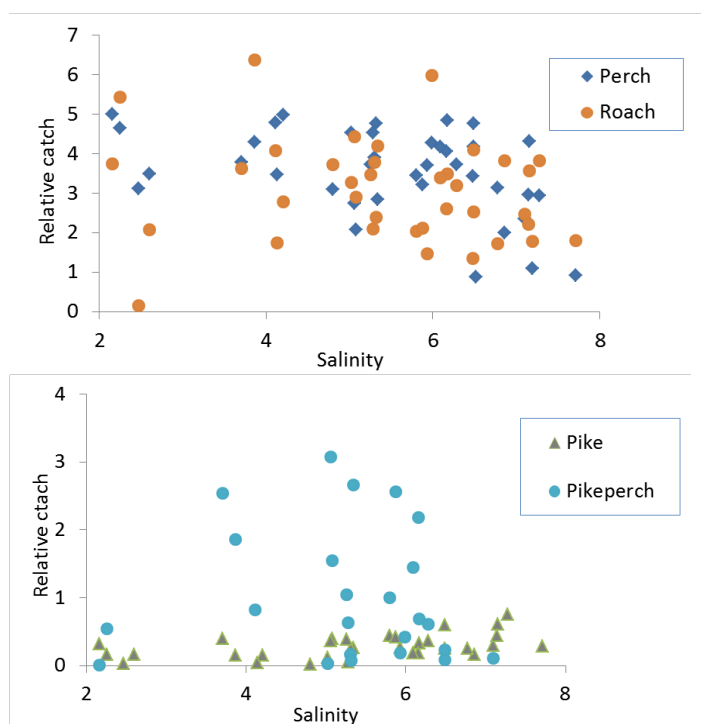 7
6
5
4
3
2
1
0
Relative catch
2 4 6 8
Salinity
Perch
Roach
4
3
2
1
0
Relative ctach
2 4 6 8
Salinity
Pike
Pikeperch